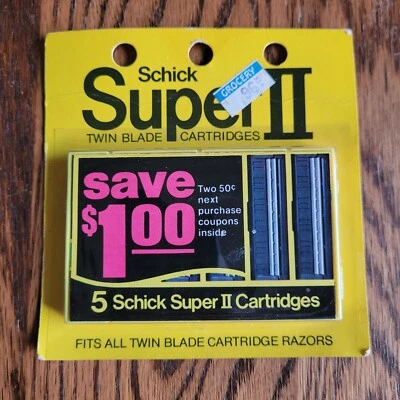 Schick
Super II
GROCERY
.96
TWIN BLADE CARTRIDGES
save
$1.00
Two 50¢
next
purchase
coupons
inside
5 Schick Super II Cartridges
FITS ALL TWIN BLADE CARTRIDGE RAZORS